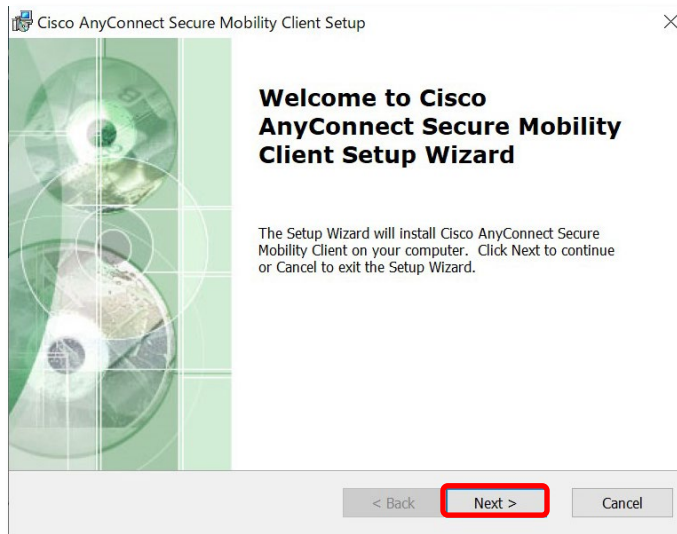 Cisco AnyConnect Secure Mobility Client Setup
Welcome to Cisco
AnyConnect Secure Mobility
Client Setup Wizard
The Setup Wizard will install Cisco AnyConnect Secure
Mobility Client on your computer. Click Next to continue
or Cancel to exit the Setup Wizard.
< Back Next > Cancel